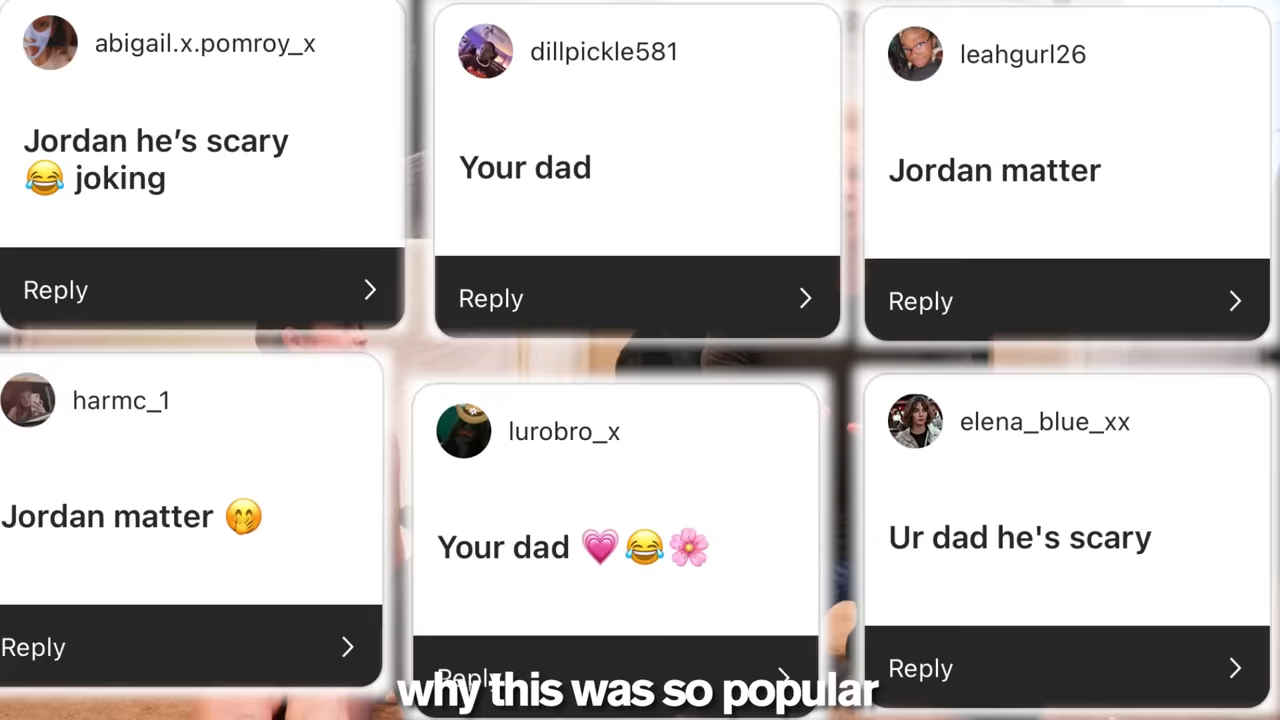 abigail.x.pomroy_x
Jordan he’s scary
😂 joking
Reply
dillpickle581
Your dad
Reply
leahgurl26
Jordan matter
Reply
harmc_1
Jordan matter 🤭
Reply
lurobro_x
Your dad 💗😂🌸
Reply
elena_blue_xx
Ur dad he's scary
Reply
why this was so popular